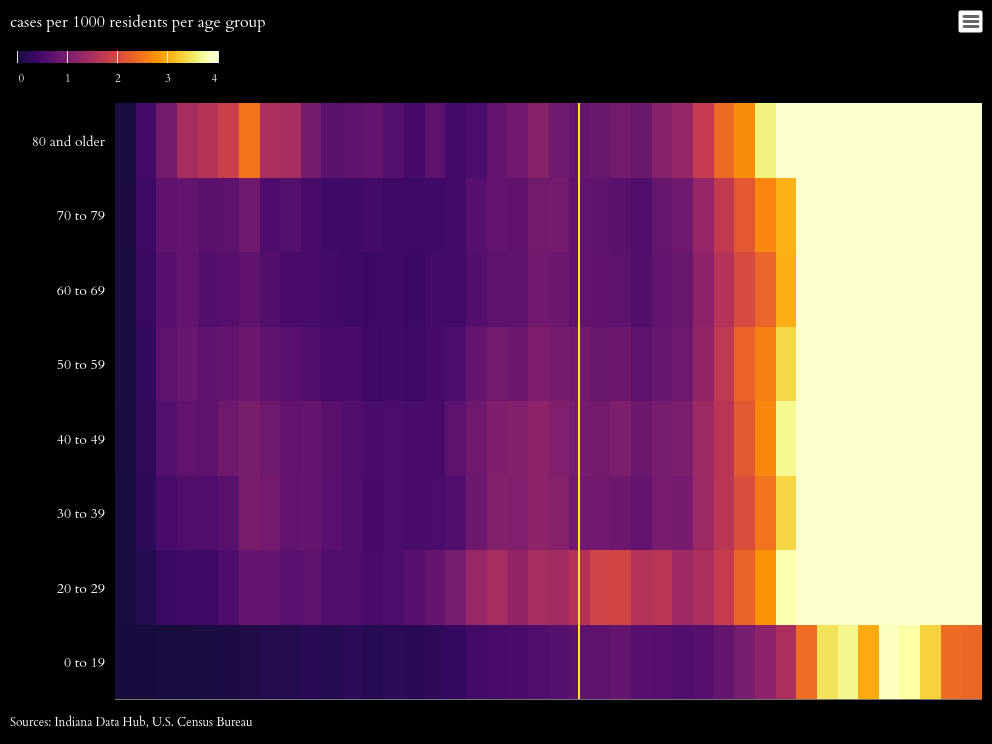 cases per 1000 residents per age group
0 1 2 3 4
80 and older
70 to 79
60 to 69
50 to 59
40 to 49
30 to 39
20 to 29
0 to 19
Sources: Indiana Data Hub, U.S. Census Bureau